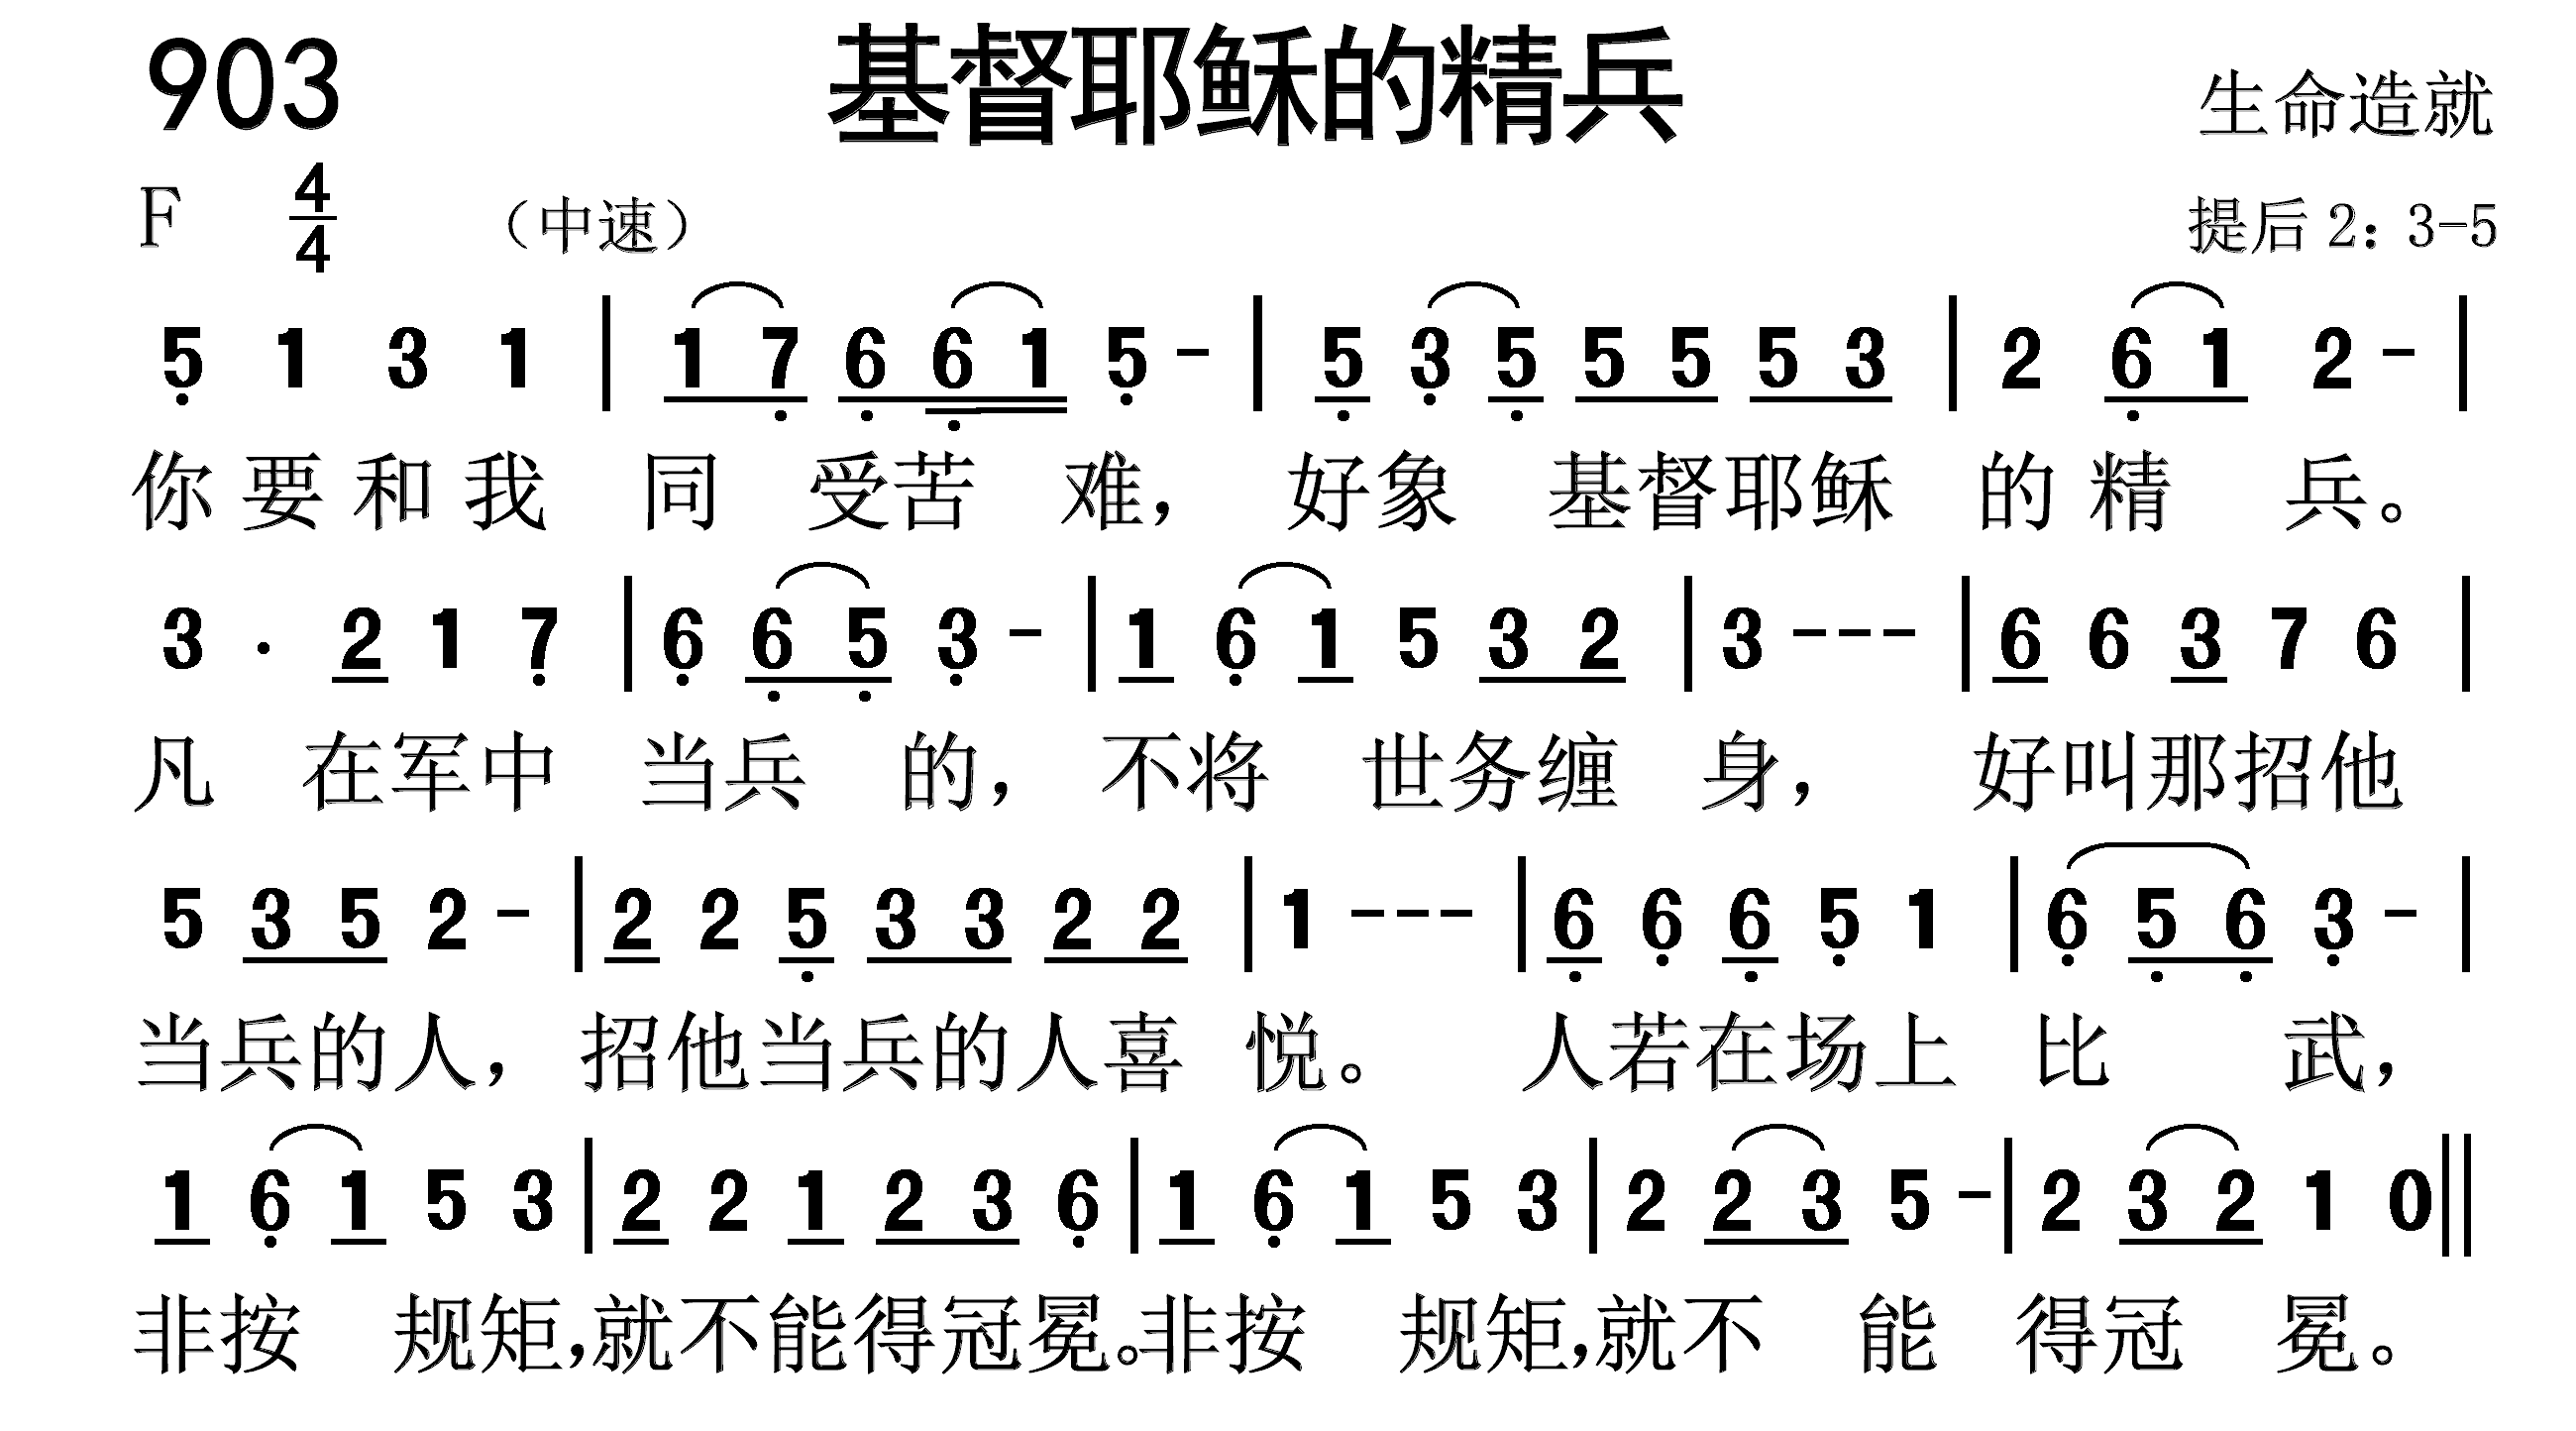 903 基督耶稣的精兵 生命造就
F 4/4 （中速） 提后 2：3-5
5 1 3 1 | 1 7 6 6 1 5 - | 5 3 5 5 5 5 3 | 2 6 1 2 - |
你要和我 同 受苦 难， 好象 基督耶稣 的精 兵。
3 · 2 1 7 | 6 6 5 3 - | 1 6 1 5 3 2 | 3 - - - | 6 6 3 7 6 |
凡 在军中 当兵 的， 不将 世务缠 身， 好叫那招他
5 3 5 2 - | 2 2 5 3 3 2 2 | 1 - - - | 6 6 6 5 1 | 6 5 6 3 - |
当兵的人， 招他当兵的人喜 悦。 人若在场上 比 武，
1 6 1 5 3 | 2 2 1 2 3 6 | 1 6 1 5 3 | 2 2 3 5 - | 2 3 2 1 0 ||
非按 规矩，就不能得冠冕。非按 规矩，就不 能 得冠 冕。